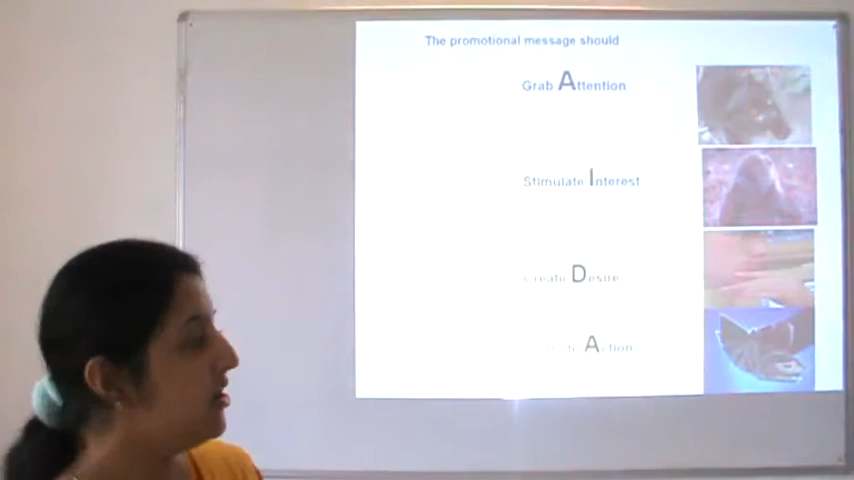 The promotional message should
Grab Attention
Stimulate Interest
Create Desire
Action